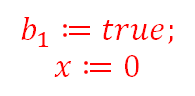 b₁ := true;
x := 0